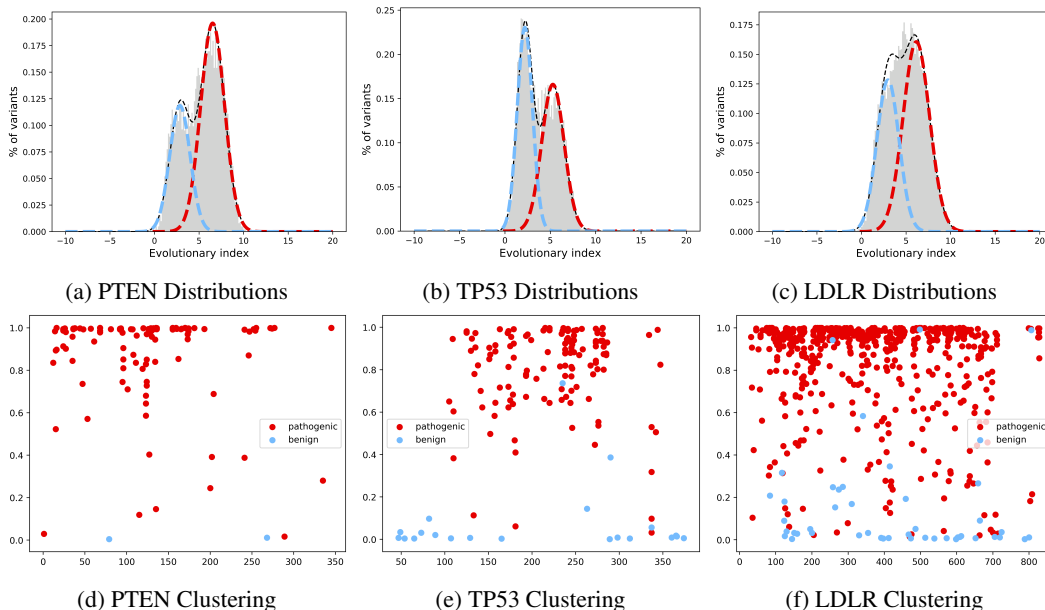 0.200
0.175
0.150
0.125
0.100
0.075
0.050
0.025
0.000
% of variants
−10 −5 0 5 10 15 20
Evolutionary index
0.25
0.20
0.15
0.10
0.05
0.00
% of variants
−10 −5 0 5 10 15 20
Evolutionary index
0.175
0.150
0.125
0.100
0.075
0.050
0.025
0.000
% of variants
−10 −5 0 5 10 15 20
Evolutionary index
(a) PTEN Distributions
(b) TP53 Distributions
(c) LDLR Distributions
1.0
0.8
0.6
0.4
0.2
0.0
pathogenic
benign
0 50 100 150 200 250 300 350
1.0
0.8
0.6
0.4
0.2
0.0
pathogenic
benign
50 100 150 200 250 300 350
1.0
0.8
0.6
0.4
0.2
0.0
pathogenic
benign
100 200 300 400 500 600 700 800
(d) PTEN Clustering
(e) TP53 Clustering
(f) LDLR Clustering